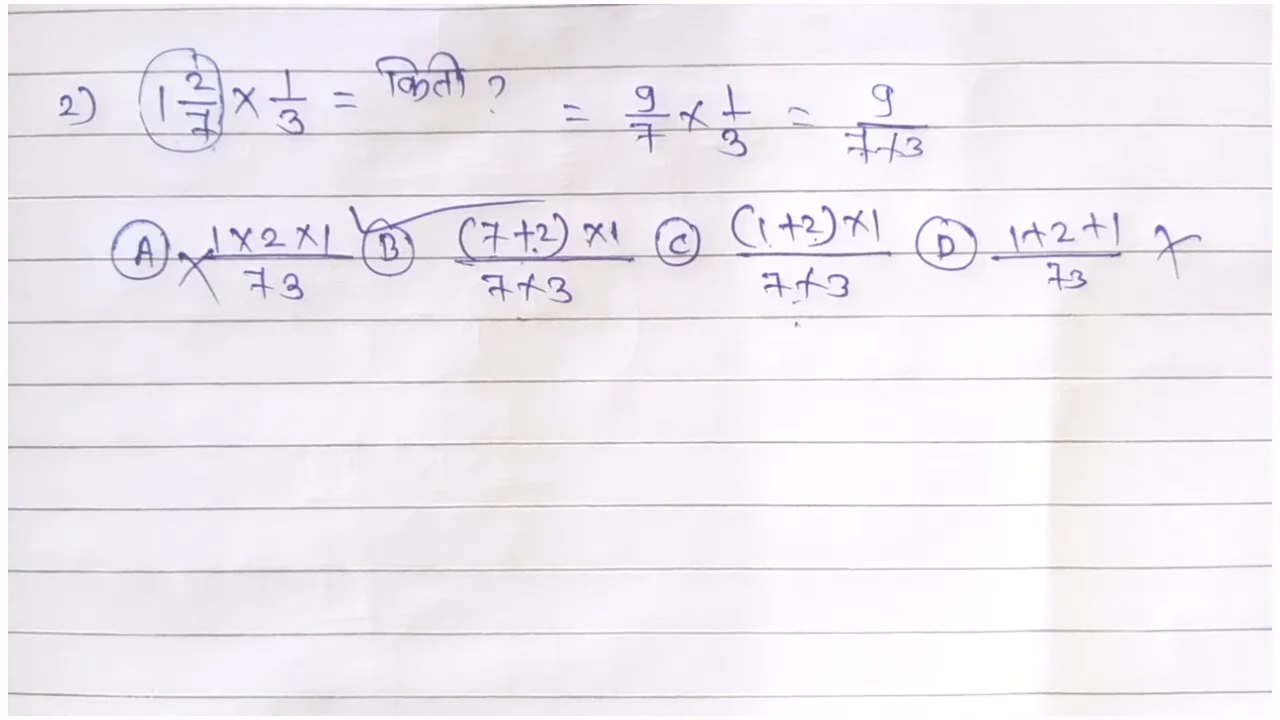 2) 1 2/7 × 1/3 = किती ? = 9/7 × 1/3 = 9/7×3
(A) × 1×2×1/73 (B) (7+2)×1/7×3 (C) (1+2)×1/7×3 (D) 1+2+1/73 ×